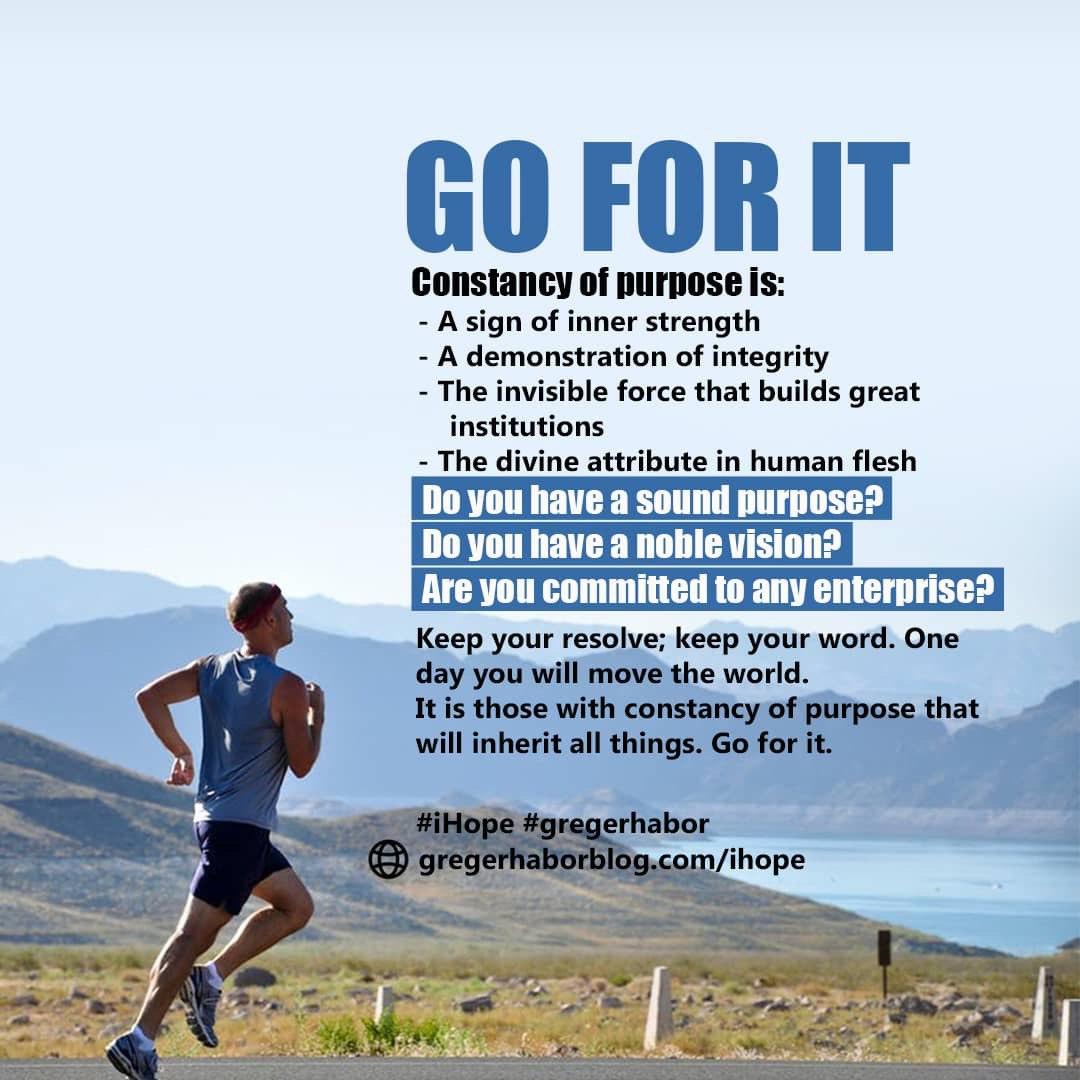 GO FOR IT
Constancy of purpose is:
- A sign of inner strength
- A demonstration of integrity
- The invisible force that builds great
institutions
- The divine attribute in human flesh
Do you have a sound purpose?
Do you have a noble vision?
Are you committed to any enterprise?
Keep your resolve; keep your word. One
day you will move the world.
It is those with constancy of purpose that
will inherit all things. Go for it.
#iHope #gregerhabor
gregerhaborblog.com/ihope